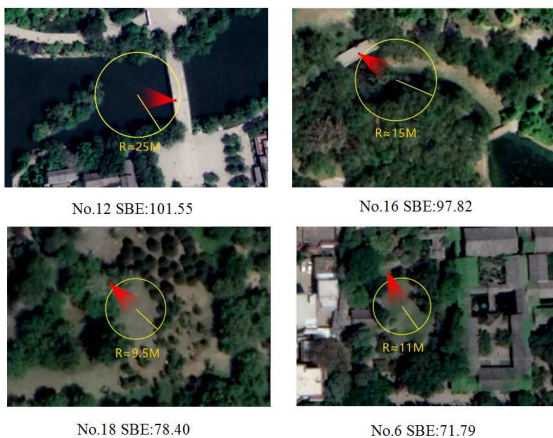 R≈25M
R≈15M
No.12 SBE:101.55
No.16 SBE:97.82
R≈9.5M
R≈11M
No.18 SBE:78.40
No.6 SBE:71.79